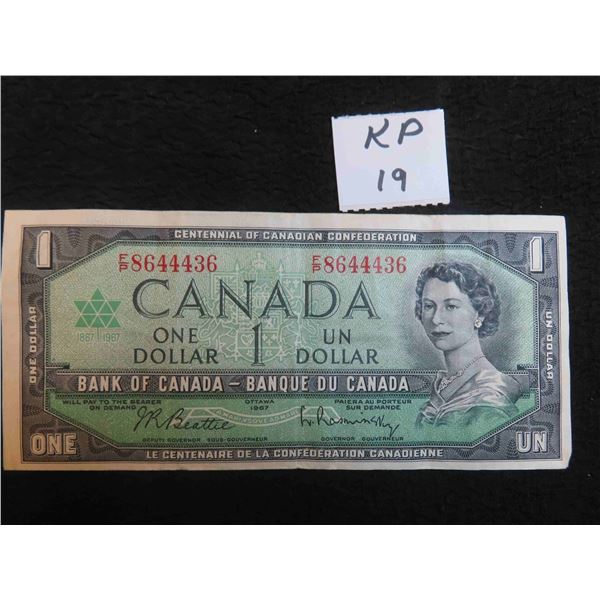 KP
19
CENTENNIAL OF CANADIAN CONFEDERATION
1 1
F/P 8644436 F/P 8644436
CANADA
1867 1967
ONE 1 UN
DOLLAR DOLLAR
ONE DOLLAR
UN DOLLAR
BANK OF CANADA – BANQUE DU CANADA
WILL PAY TO THE BEARER OTTAWA PAIERA AU PORTEUR
ON DEMAND 1967 SUR DEMANDE
J.R. Beattie L. Rasminsky
DEPUTY GOVERNOR SOUS-GOUVERNEUR GOVERNOR GOUVERNEUR
ONE UN
LE CENTENAIRE DE LA CONFÉDÉRATION CANADIENNE